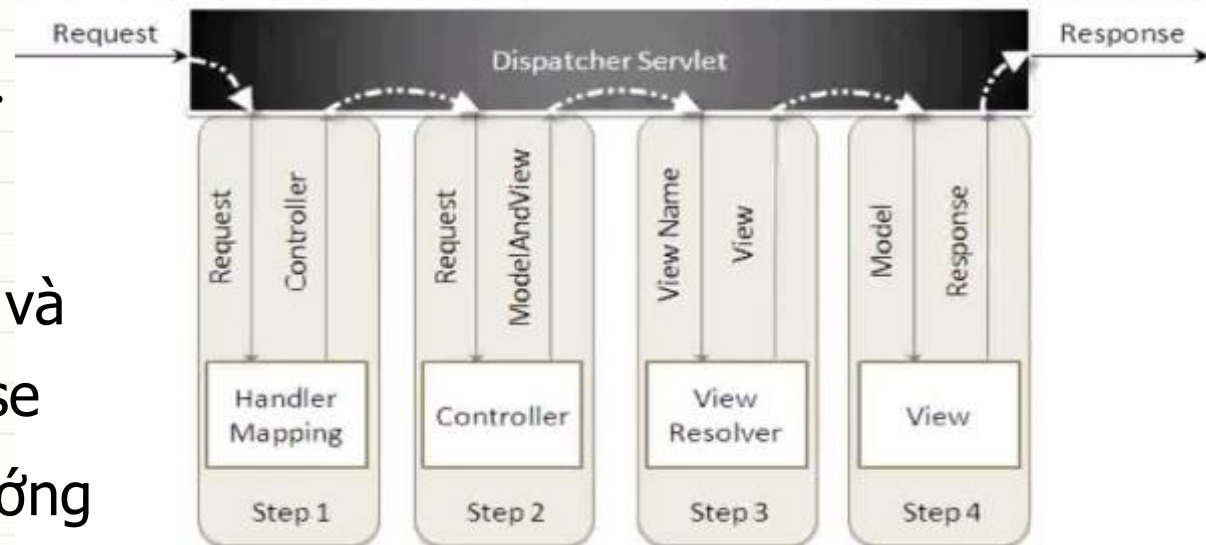 Request
Dispatcher Servlet
Response
và
se
ớng
Request
Controller
Request
ModelAndView
View Name
View
Model
Response
Handler
Mapping
Controller
View
Resolver
View
Step 1
Step 2
Step 3
Step 4